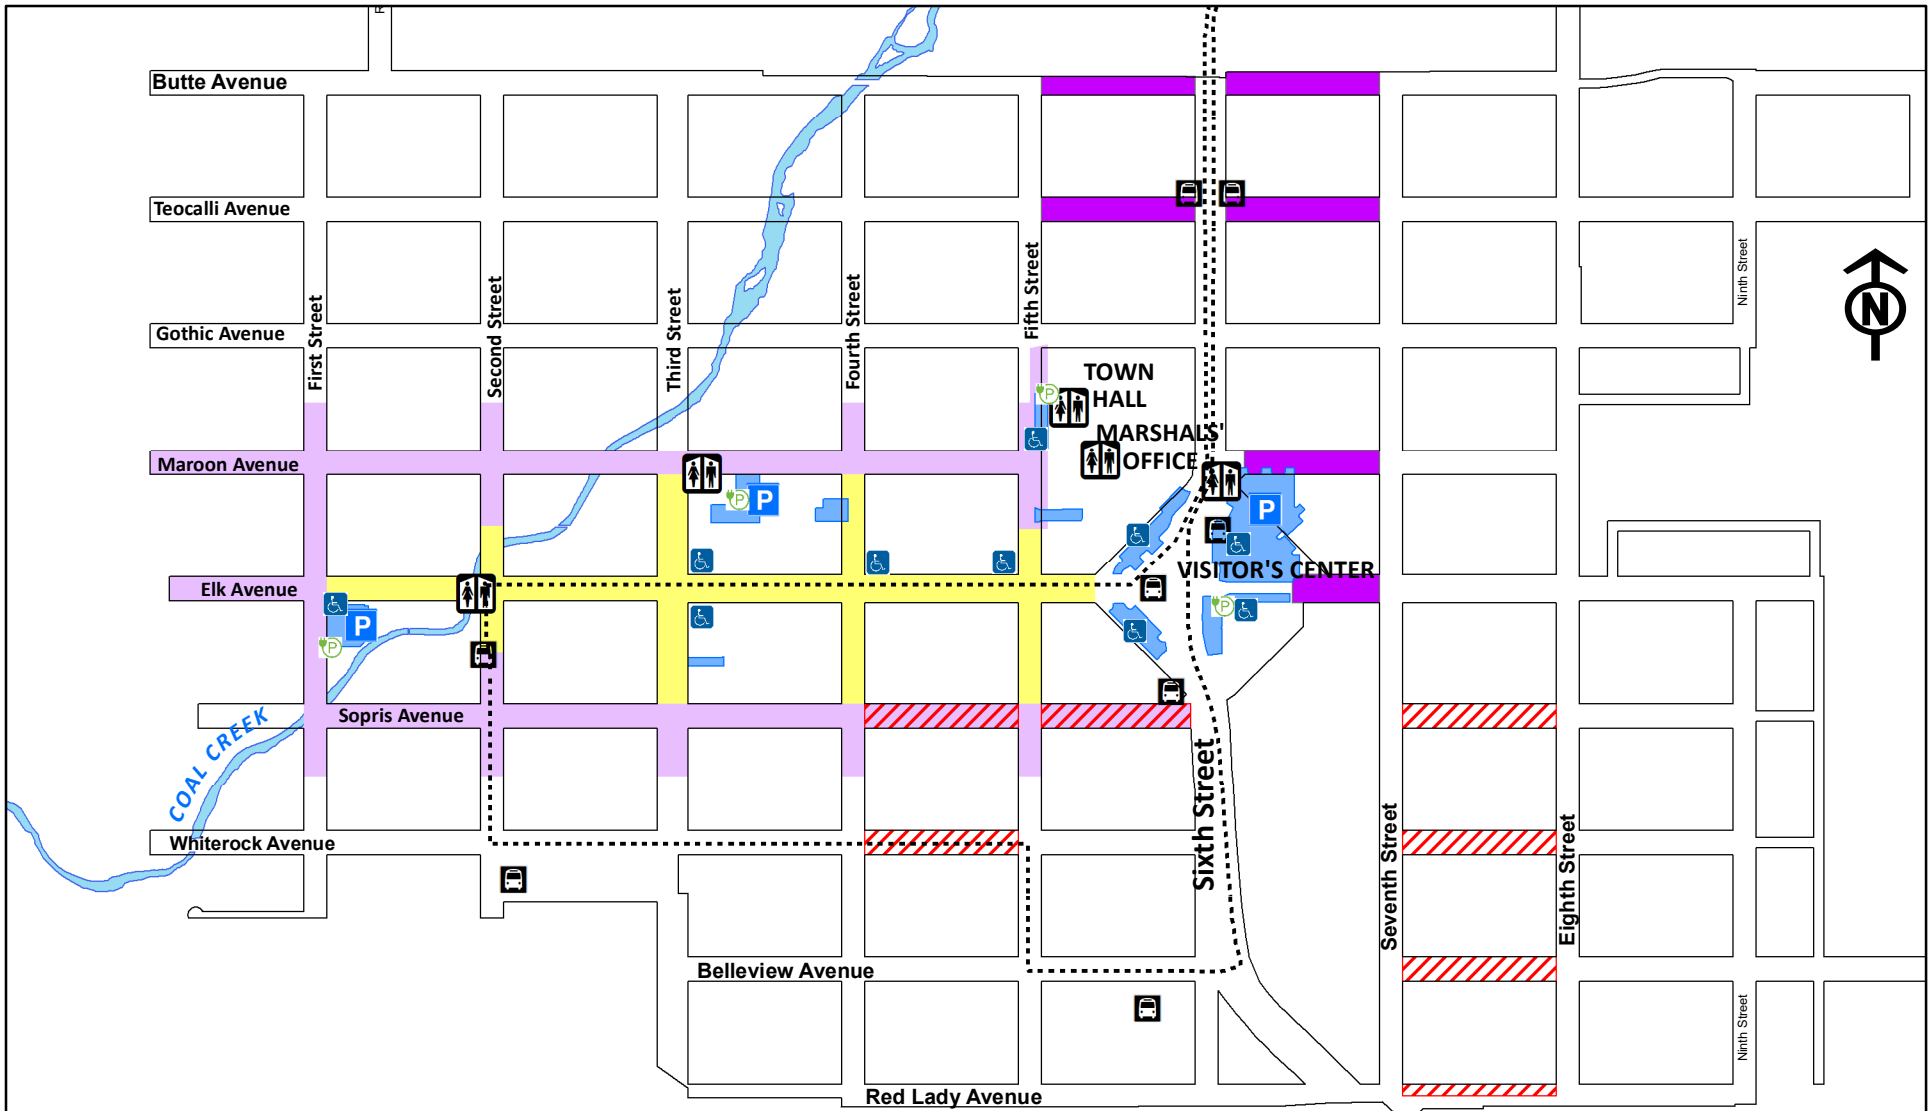 R
Butte Avenue
Teocalli Avenue
Gothic Avenue
First Street
Second Street
Third Street
Fourth Street
Fifth Street
Ninth Street
N
TOWN
HALL
MARSHALS'
OFFICE
Maroon Avenue
P
P
P
P
VISITOR'S CENTER
Elk Avenue
P
P
P
Sopris Avenue
COAL CREEK
Sixth Street
Whiterock Avenue
Seventh Street
Eighth Street
Belleview Avenue
Ninth Street
Red Lady Avenue